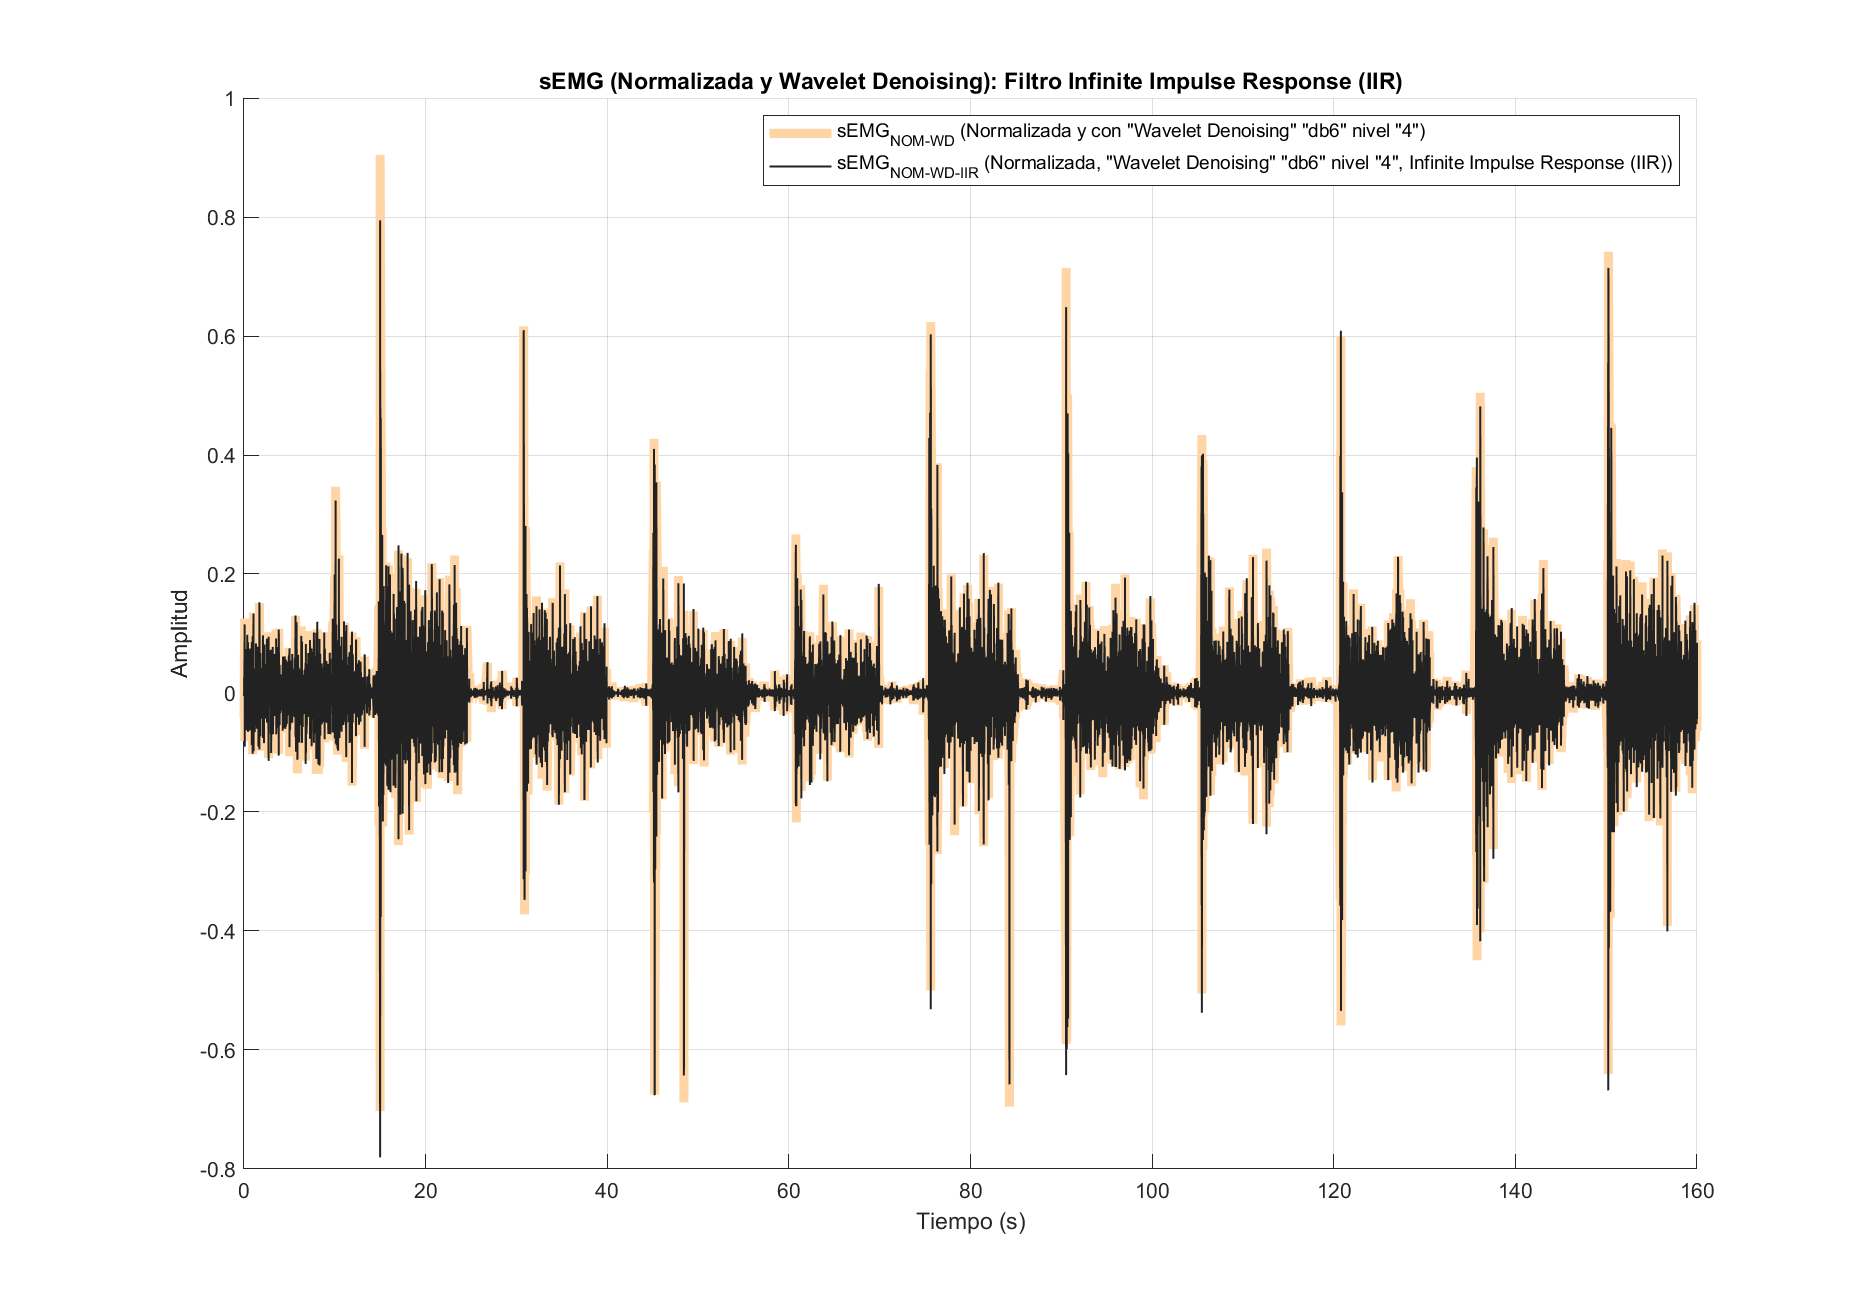 sEMG (Normalizada y Wavelet Denoising): Filtro Infinite Impulse Response (IIR)
sEMG_NOM-WD (Normalizada y con "Wavelet Denoising" "db6" nivel "4")
sEMG_NOM-WD-IIR (Normalizada, "Wavelet Denoising" "db6" nivel "4", Infinite Impulse Response (IIR))
1
0.8
0.6
0.4
0.2
0
-0.2
-0.4
-0.6
-0.8
Amplitud
0 20 40 60 80 100 120 140 160
Tiempo (s)